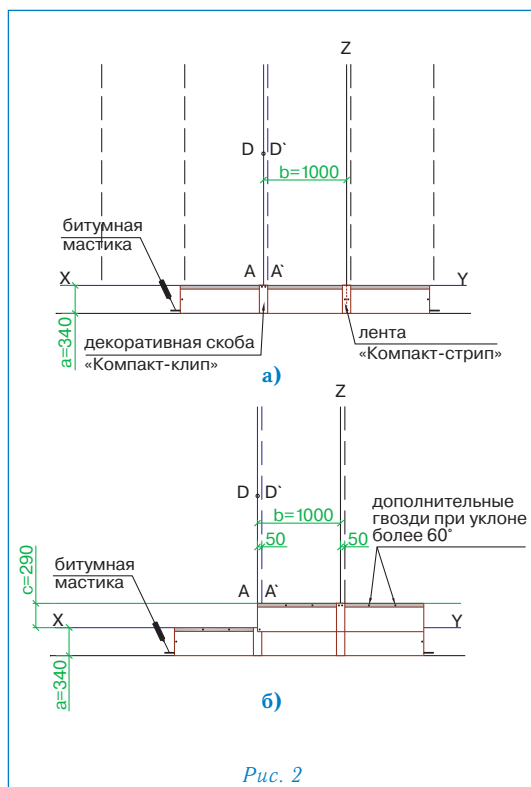 Z
D D`
b=1000
битумная
мастика
X A A` Y
a=340
декоративная скоба
«Компакт-клип»
лента
«Компакт-стрип»
а)
Z
D D`
b=1000
50 50
дополнительные
гвозди при уклоне
более 60°
битумная
мастика
c=290
A A`
X Y
a=340
б)
Рис. 2